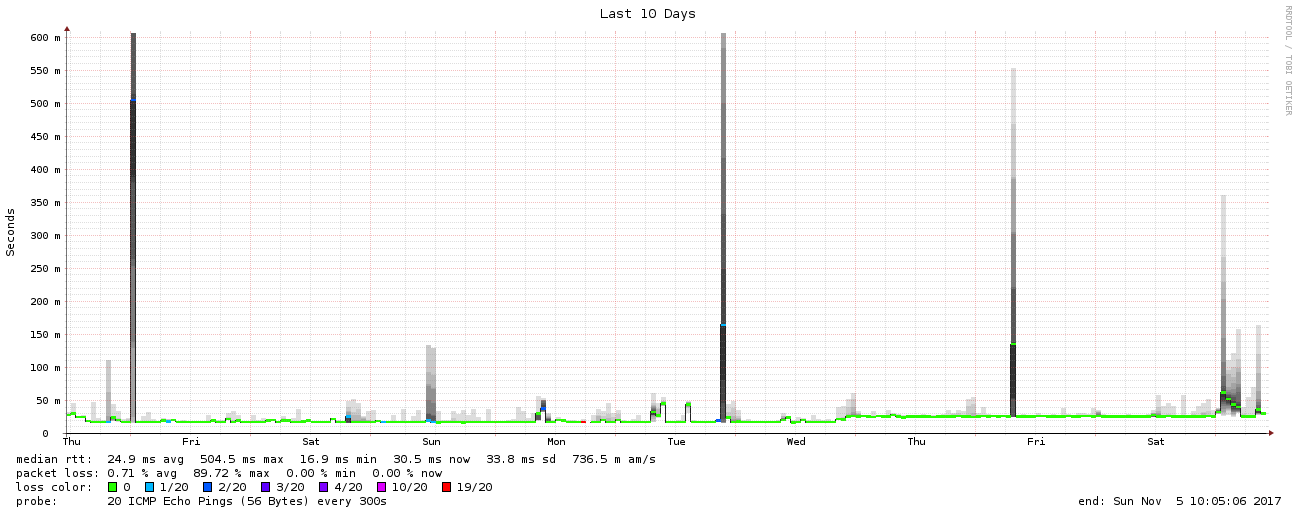 Last 10 Days
RRDTOOL / TOBI OETIKER
Seconds
600 m
550 m
500 m
450 m
400 m
350 m
300 m
250 m
200 m
150 m
100 m
50 m
0
Thu Fri Sat Sun Mon Tue Wed Thu Fri Sat
median rtt: 24.9 ms avg 504.5 ms max 16.9 ms min 30.5 ms now 33.8 ms sd 736.5 m am/s
packet loss: 0.71 % avg 89.72 % max 0.00 % min 0.00 % now
loss color: 0 1/20 2/20 3/20 4/20 10/20 19/20
probe: 20 ICMP Echo Pings (56 Bytes) every 300s end: Sun Nov 5 10:05:06 2017